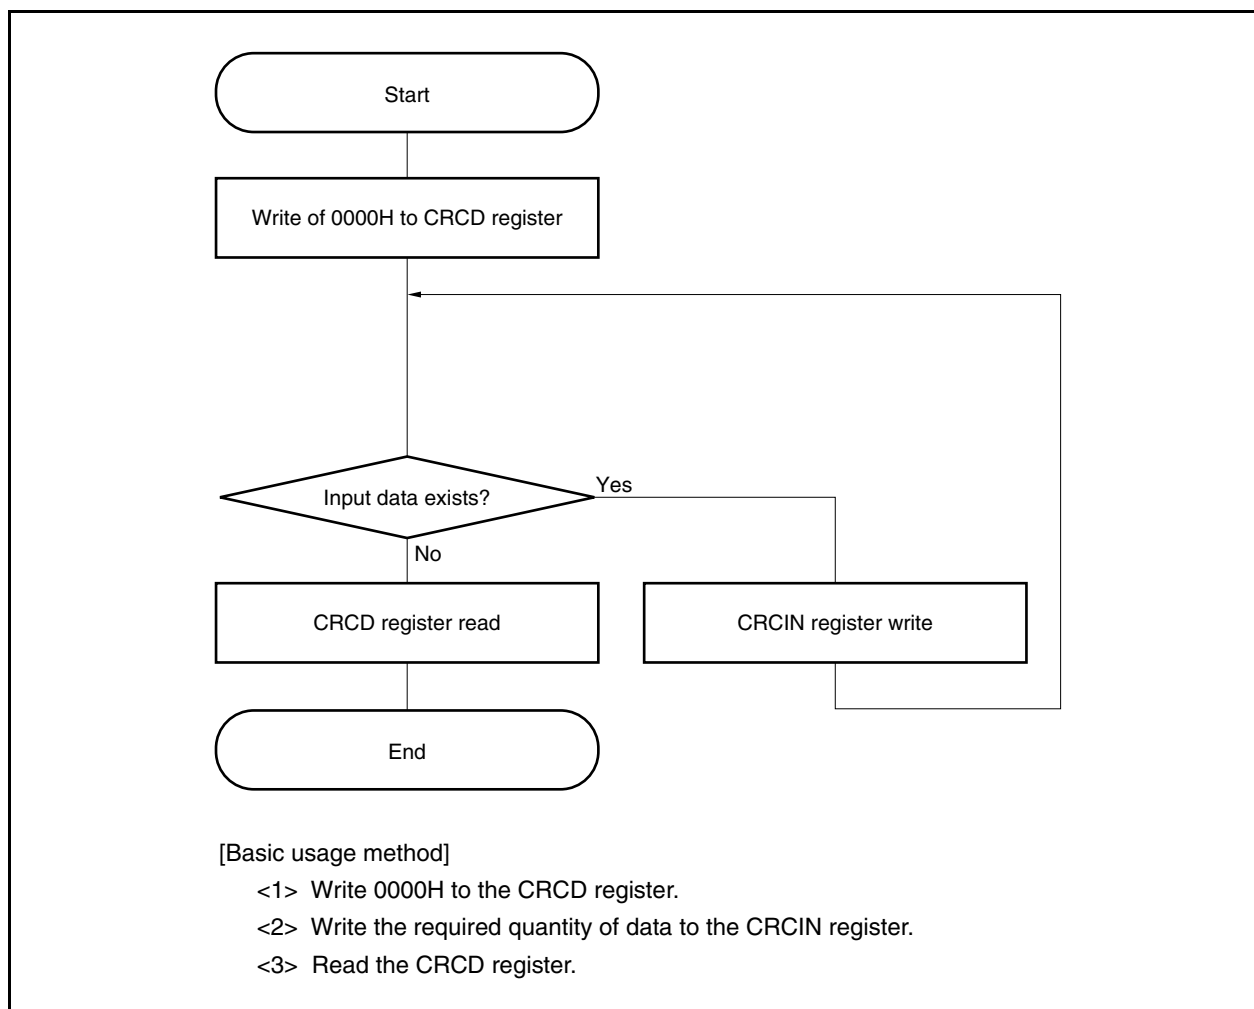 Start
Write of 0000H to CRCD register
Input data exists?
Yes
No
CRCD register read
CRCIN register write
End
[Basic usage method]
<1> Write 0000H to the CRCD register.
<2> Write the required quantity of data to the CRCIN register.
<3> Read the CRCD register.